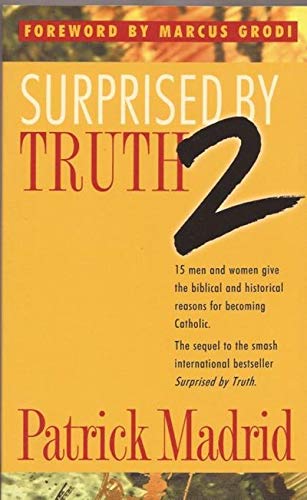 FOREWORD BY MARCUS GRODI
SURPRISED BY
TRUTH 2
15 men and women give
the biblical and historical
reasons for becoming
Catholic.
The sequel to the smash
international bestseller
Surprised by Truth.
Patrick Madrid